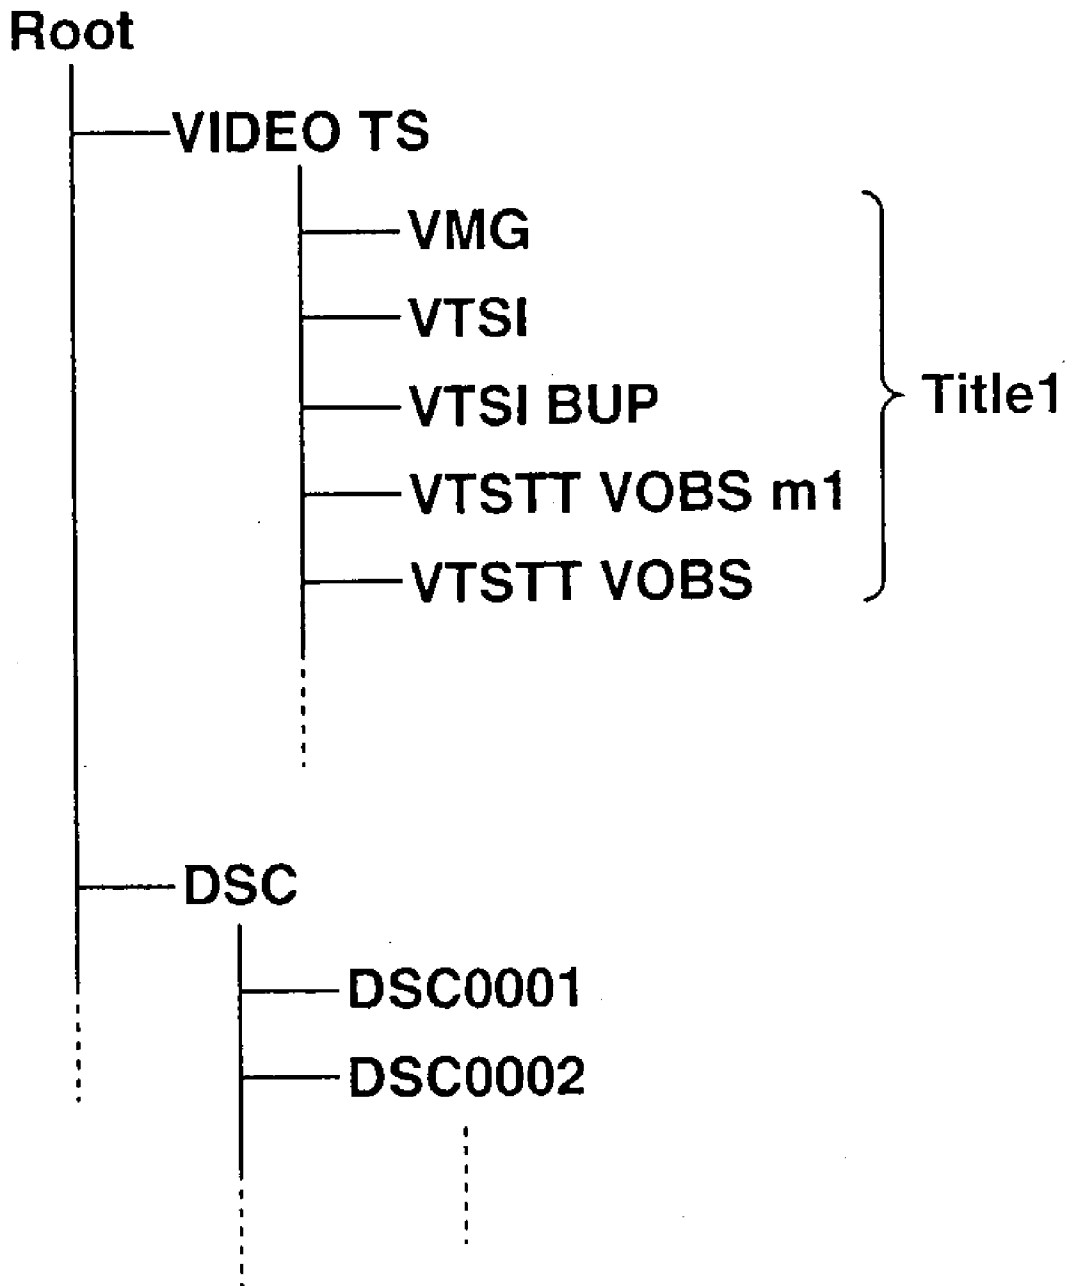 Root
VIDEO TS
VMG
VTSI
VTSI BUP
Title1
VTSTT VOBS m1
VTSTT VOBS
DSC
DSC0001
DSC0002